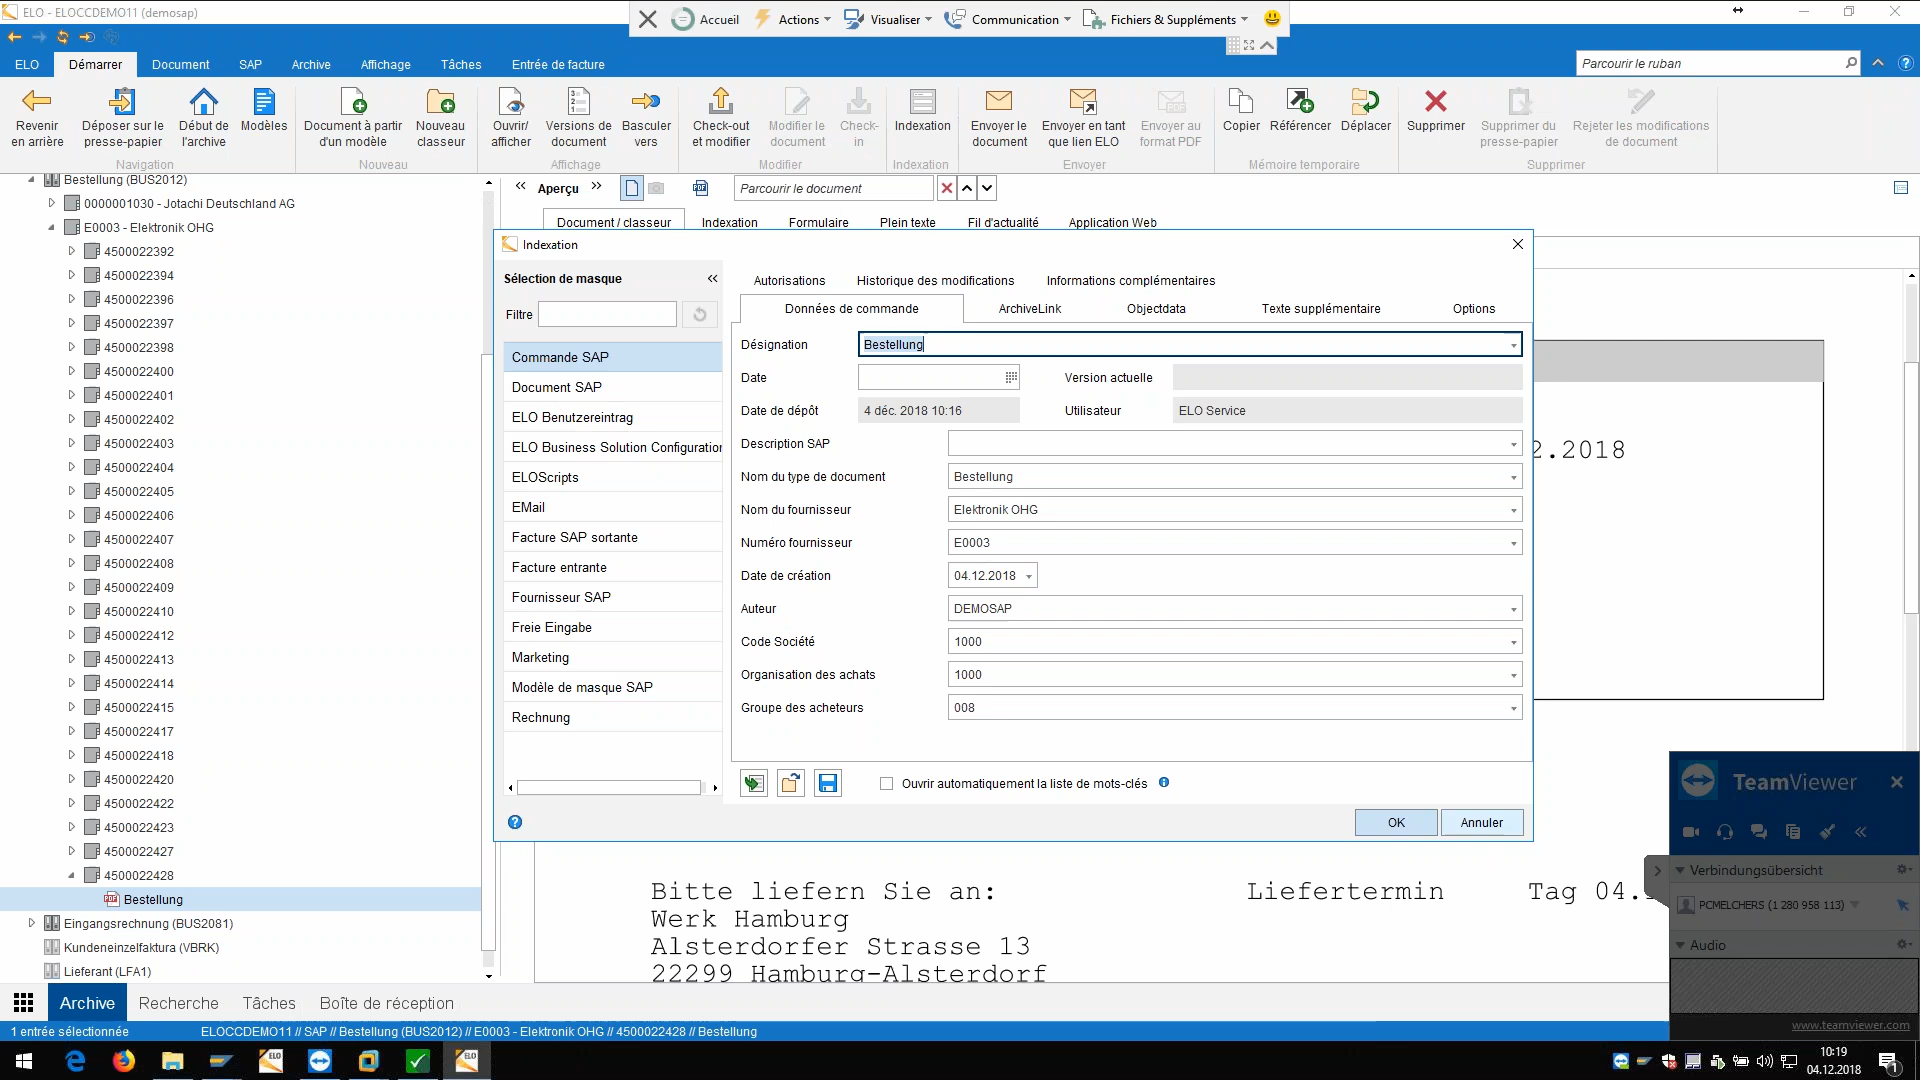 ELO - ELOCCDEMO11 (demosap)
Accueil
Actions
Visualiser
Communication
Fichiers & Suppléments
ELO
Démarrer
Document
SAP
Archive
Affichage
Tâches
Entrée de facture
Parcourir le ruban
Revenir en arrière
Déposer sur le presse-papier
Début de l'archive
Modèles
Document à partir d'un modèle
Nouveau classeur
Ouvrir/ afficher
Versions de document
Basculer vers
Check-out et modifier
Modifier le document
Check-in
Indexation
Envoyer le document
Envoyer en tant que lien ELO
Envoyer au format PDF
Copier
Référencer
Déplacer
Supprimer
Supprimer du presse-papier
Rejeter les modifications de document
Navigation
Nouveau
Affichage
Modifier
Indexation
Envoyer
Mémoire temporaire
Supprimer
Bestellung (BUS2012)
0000001030 - Jotachi Deutschland AG
E0003 - Elektronik OHG
4500022392
4500022394
4500022396
4500022397
4500022398
4500022400
4500022401
4500022402
4500022403
4500022404
4500022405
4500022406
4500022407
4500022408
4500022409
4500022410
4500022412
4500022413
4500022414
4500022415
4500022417
4500022418
4500022420
4500022422
4500022423
4500022427
4500022428
Bestellung
Eingangsrechnung (BUS2081)
Kundeneinzelfaktura (VBRK)
Lieferant (LFA1)
Aperçu
Parcourir le document
Document / classeur
Indexation
Formulaire
Plein texte
Fil d'actualité
Application Web
Indexation
Sélection de masque
Filtre
Commande SAP
Document SAP
ELO Benutzereintrag
ELO Business Solution Configuration
ELOScripts
EMail
Facture SAP sortante
Facture entrante
Fournisseur SAP
Freie Eingabe
Marketing
Modèle de masque SAP
Rechnung
Autorisations
Historique des modifications
Informations complémentaires
Données de commande
ArchiveLink
Objectdata
Texte supplémentaire
Options
Désignation Bestellung
Date
Version actuelle
Date de dépôt 4 déc. 2018 10:16
Utilisateur ELO Service
Description SAP
Nom du type de document Bestellung
Nom du fournisseur Elektronik OHG
Numéro fournisseur E0003
Date de création 04.12.2018
Auteur DEMOSAP
Code Société 1000
Organisation des achats 1000
Groupe des acheteurs 008
Ouvrir automatiquement la liste de mots-clés
OK
Annuler
2.2018
Bitte liefern Sie an: Liefertermin Tag 04.
Werk Hamburg
Alsterdorfer Strasse 13
22299 Hamburg-Alsterdorf
TeamViewer
Verbindungsübersicht
PCMELCHERS (1 280 958 113)
Audio
www.teamviewer.com
Archive
Recherche
Tâches
Boîte de réception
1 entrée sélectionnée
ELOCCDEMO11 // SAP // Bestellung (BUS2012) // E0003 - Elektronik OHG // 4500022428 // Bestellung
10:19
04.12.2018